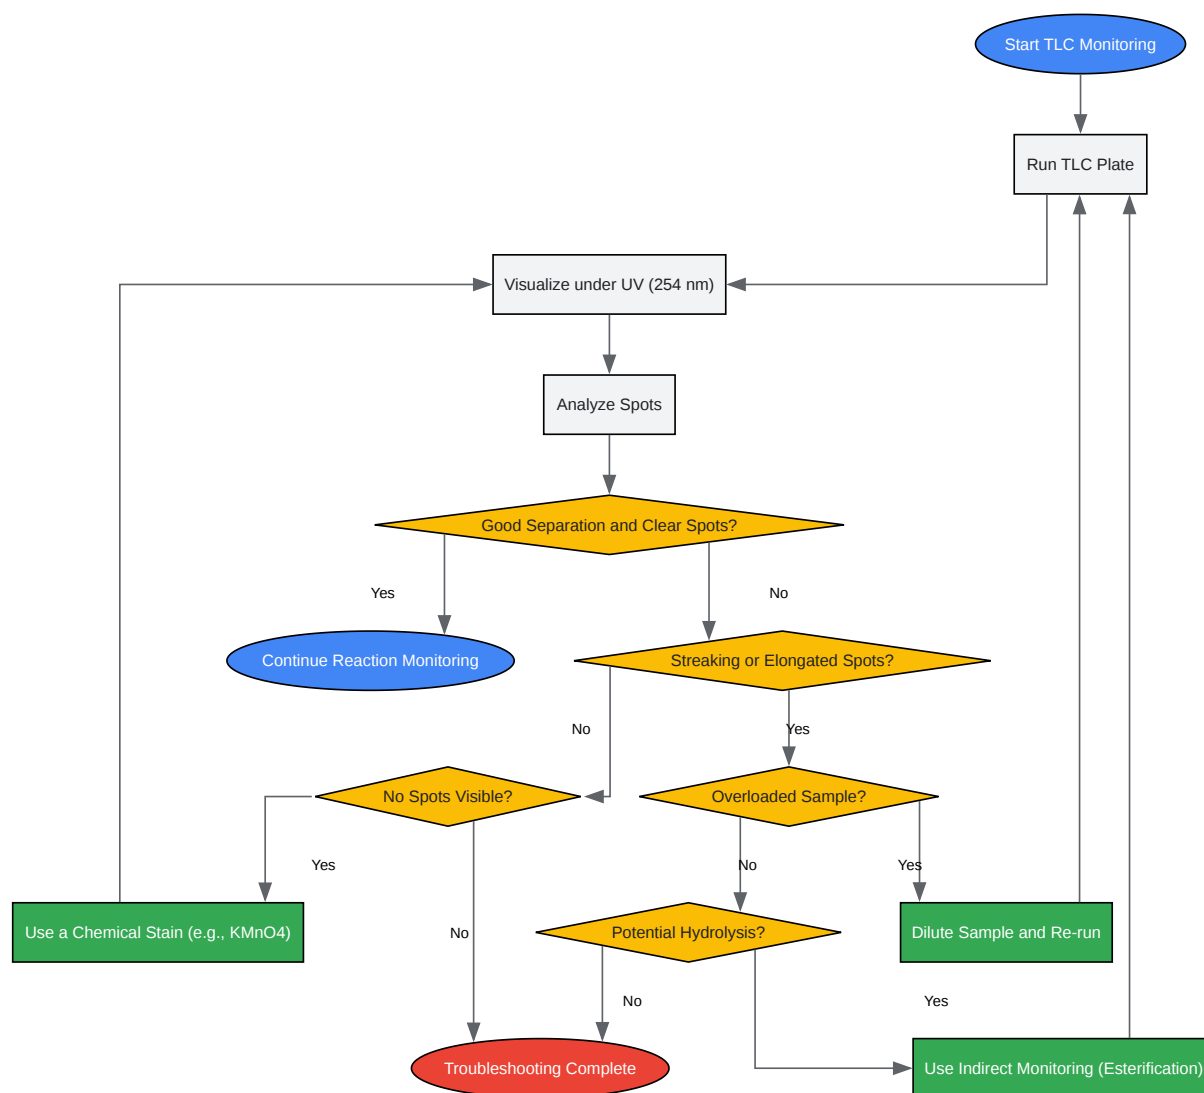 Start TLC Monitoring
Run TLC Plate
Visualize under UV (254 nm)
Analyze Spots
Good Separation and Clear Spots?
Yes
No
Continue Reaction Monitoring
Streaking or Elongated Spots?
No
Yes
No Spots Visible?
Overloaded Sample?
Yes
No
Yes
Use a Chemical Stain (e.g., KMnO4)
No
Potential Hydrolysis?
Dilute Sample and Re-run
No
Yes
Troubleshooting Complete
Use Indirect Monitoring (Esterification)